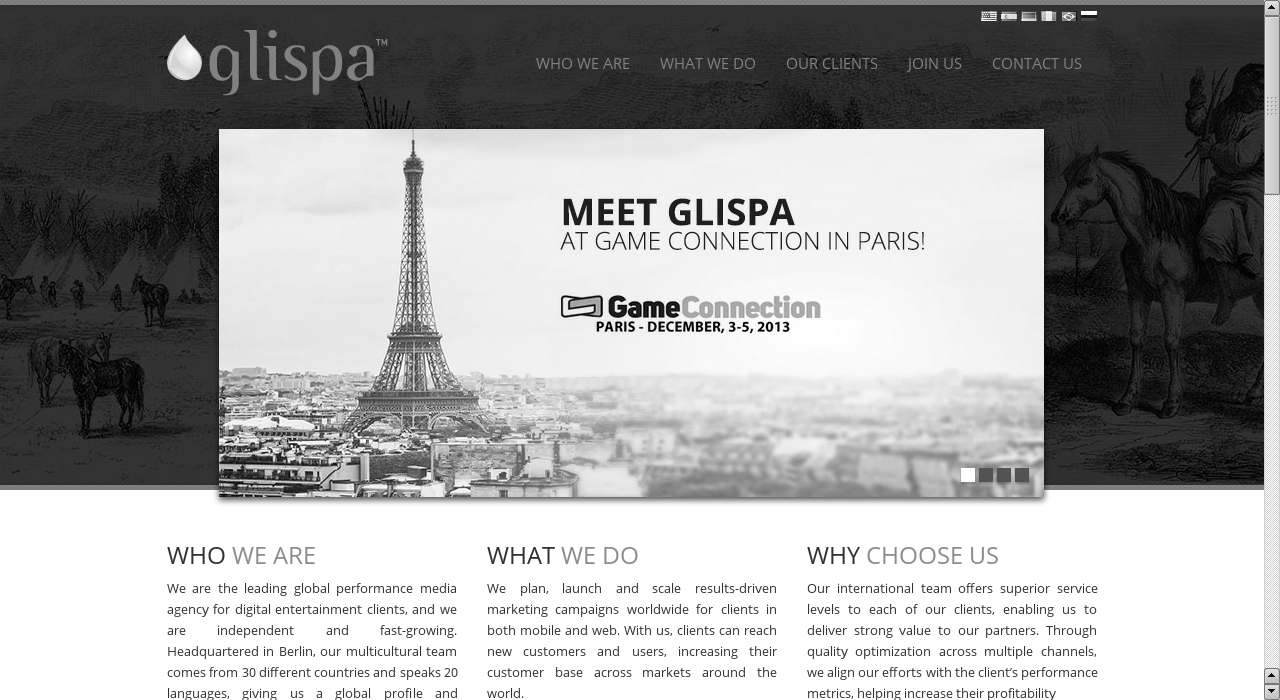 glispa™
WHO WE ARE
WHAT WE DO
OUR CLIENTS
JOIN US
CONTACT US
MEET GLISPA
AT GAME CONNECTION IN PARIS!
GameConnection
PARIS - DECEMBER, 3-5, 2013
WHO WE ARE
We are the leading global performance media
agency for digital entertainment clients, and we
are independent and fast-growing.
Headquartered in Berlin, our multicultural team
comes from 30 different countries and speaks 20
languages, giving us a global profile and
WHAT WE DO
We plan, launch and scale results-driven
marketing campaigns worldwide for clients in
both mobile and web. With us, clients can reach
new customers and users, increasing their
customer base across markets around the
world.
WHY CHOOSE US
Our international team offers superior service
levels to each of our clients, enabling us to
deliver strong value to our partners. Through
quality optimization across multiple channels,
we align our efforts with the client’s performance
metrics, helping increase their profitability